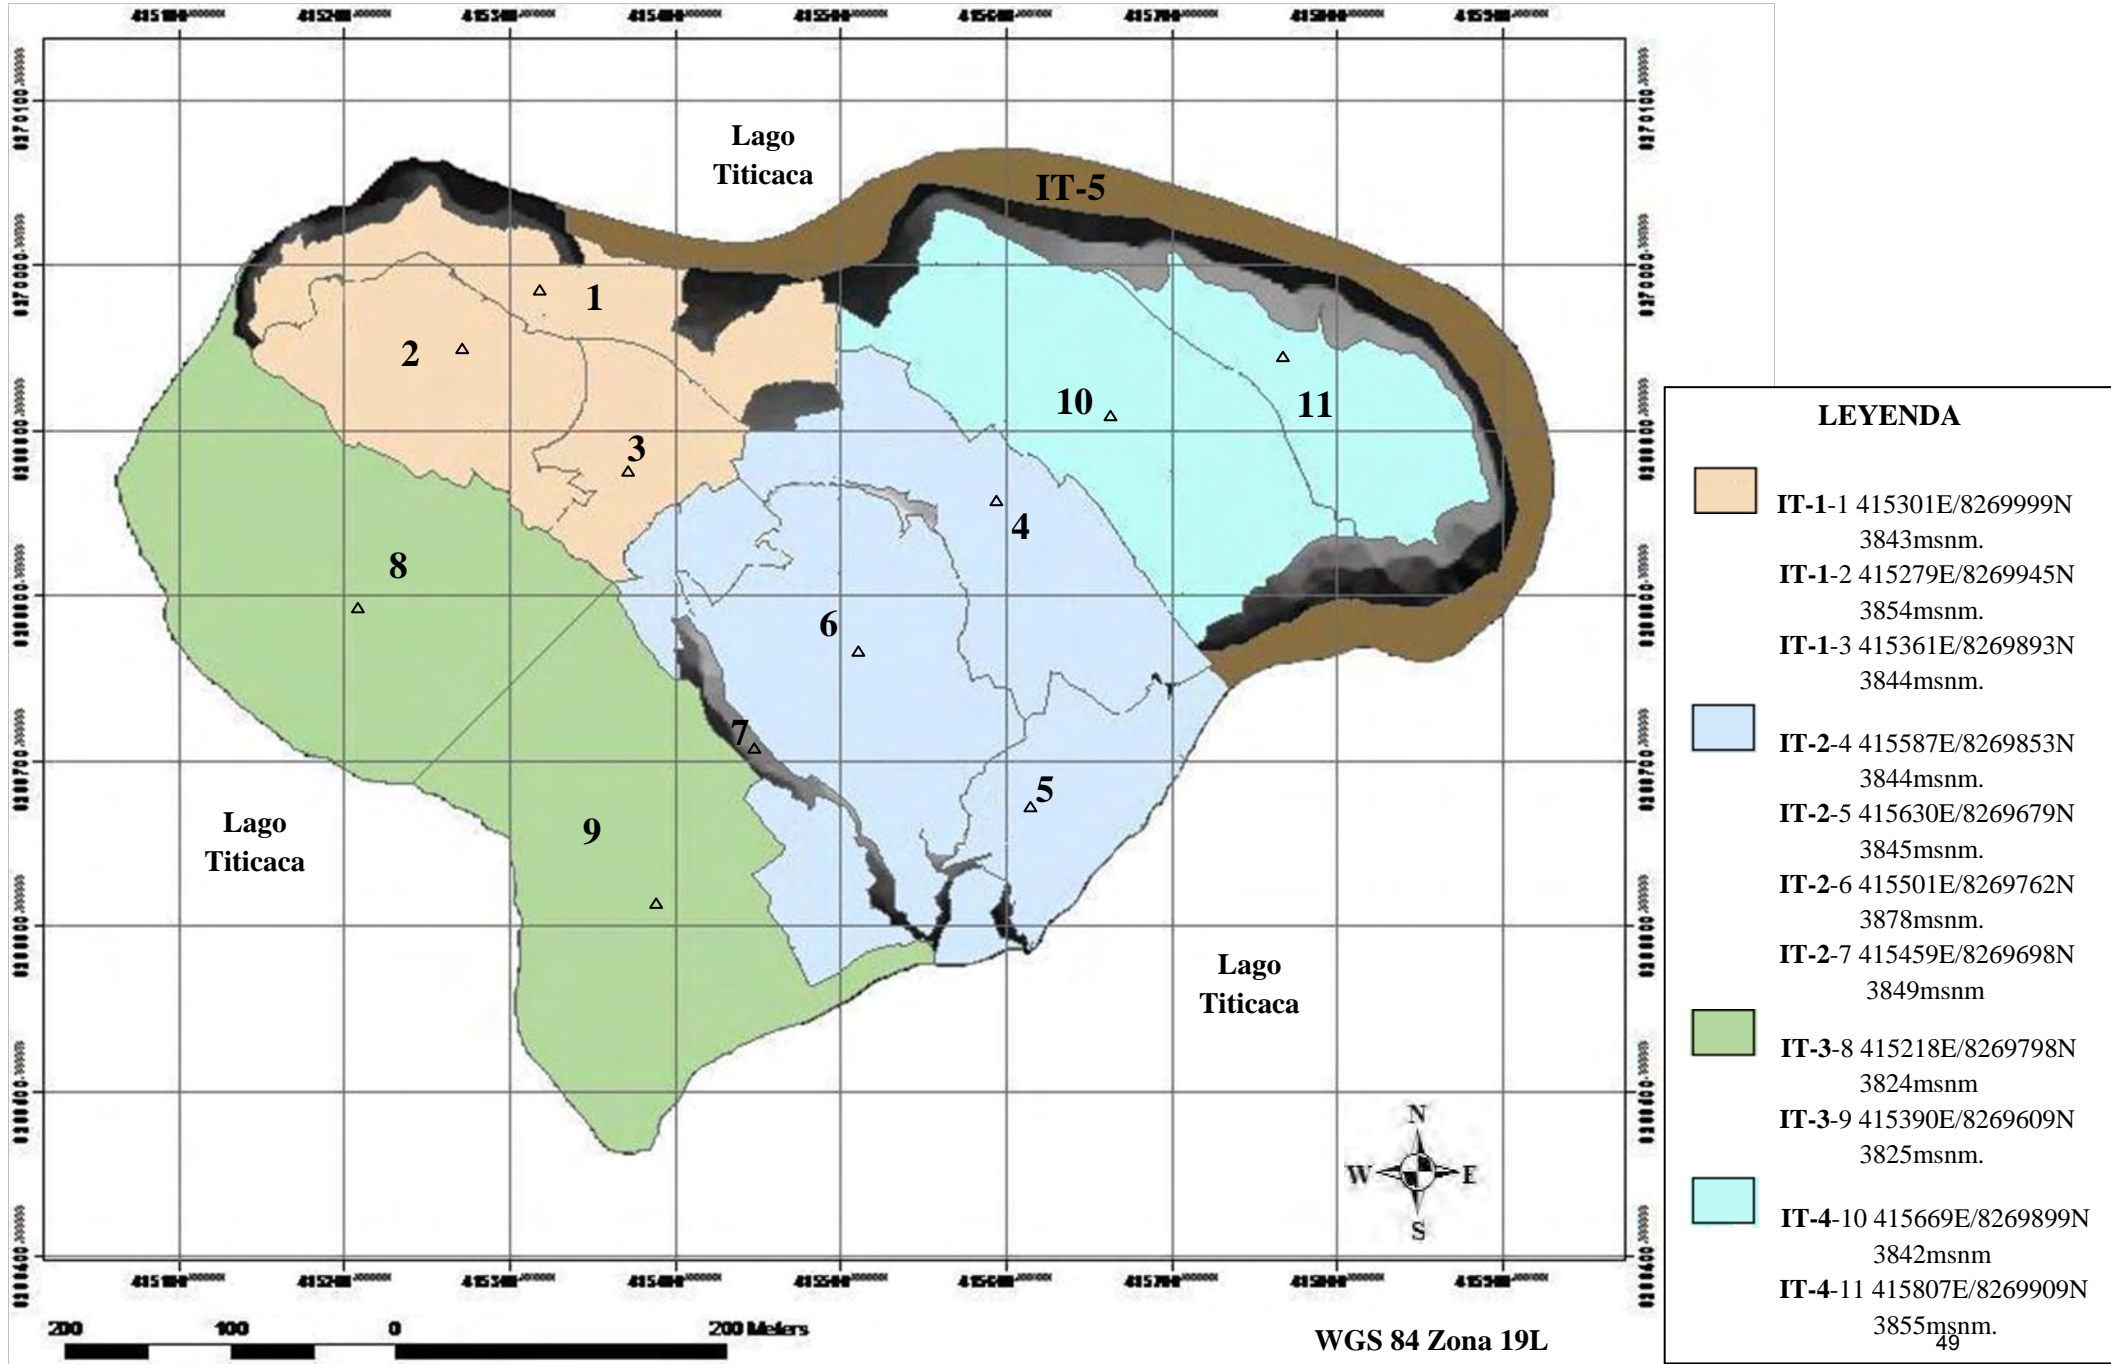 Lago
Titicaca
IT-5
1
2
3
10
11
4
8
6
7
5
9
Lago
Titicaca
Lago
Titicaca
N
W E
S
200 100 0 200 Meters
WGS 84 Zona 19L
LEYENDA
IT-1-1 415301E/8269999N
3843msnm.
IT-1-2 415279E/8269945N
3854msnm.
IT-1-3 415361E/8269893N
3844msnm.
IT-2-4 415587E/8269853N
3844msnm.
IT-2-5 415630E/8269679N
3845msnm.
IT-2-6 415501E/8269762N
3878msnm.
IT-2-7 415459E/8269698N
3849msnm
IT-3-8 415218E/8269798N
3824msnm
IT-3-9 415390E/8269609N
3825msnm.
IT-4-10 415669E/8269899N
3842msnm
IT-4-11 415807E/8269909N
3855msnm.
49